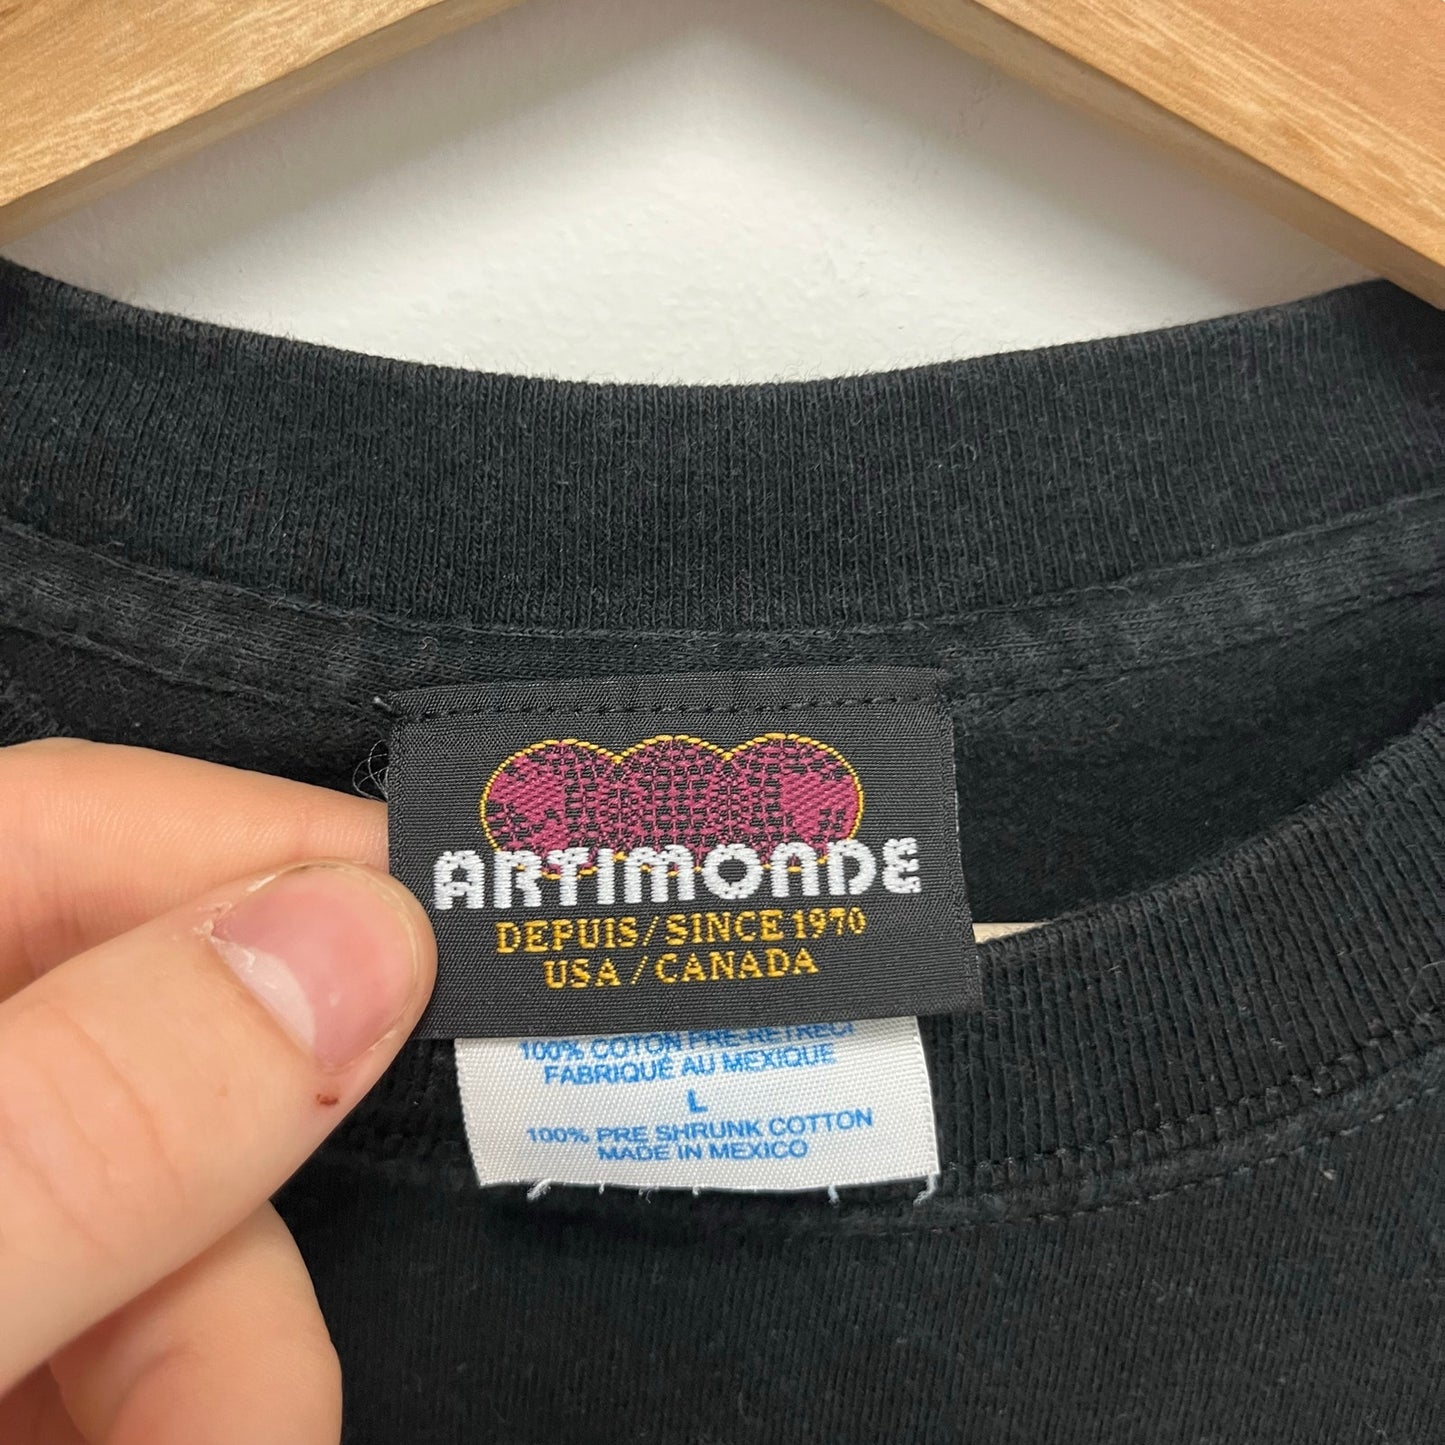 ARTIMONDE
DEPUIS/SINCE 1970
USA/CANADA
100% COTON PRE-RETRECI
FABRIQUÉ AU MEXIQUE
L
100% PRE SHRUNK COTTON
MADE IN MEXICO